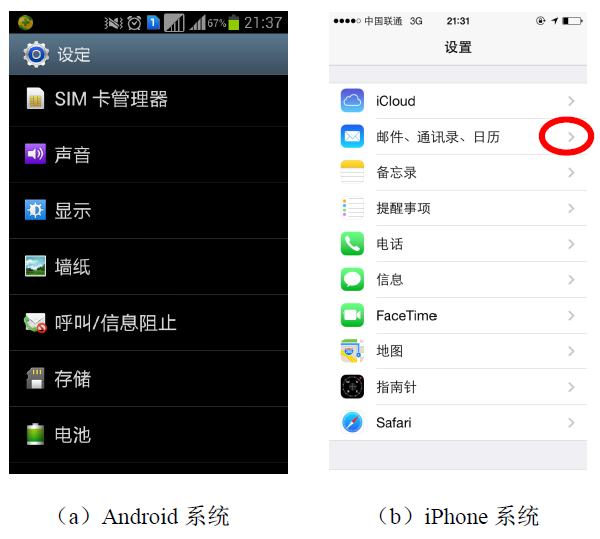 1 67% 21:37
设定
SIM 卡管理器
声音
显示
墙纸
呼叫/信息阻止
存储
电池
中国联通 3G 21:31
设置
iCloud
邮件、通讯录、日历
备忘录
提醒事项
电话
信息
FaceTime
地图
指南针
Safari
（a）Android 系统
（b）iPhone 系统